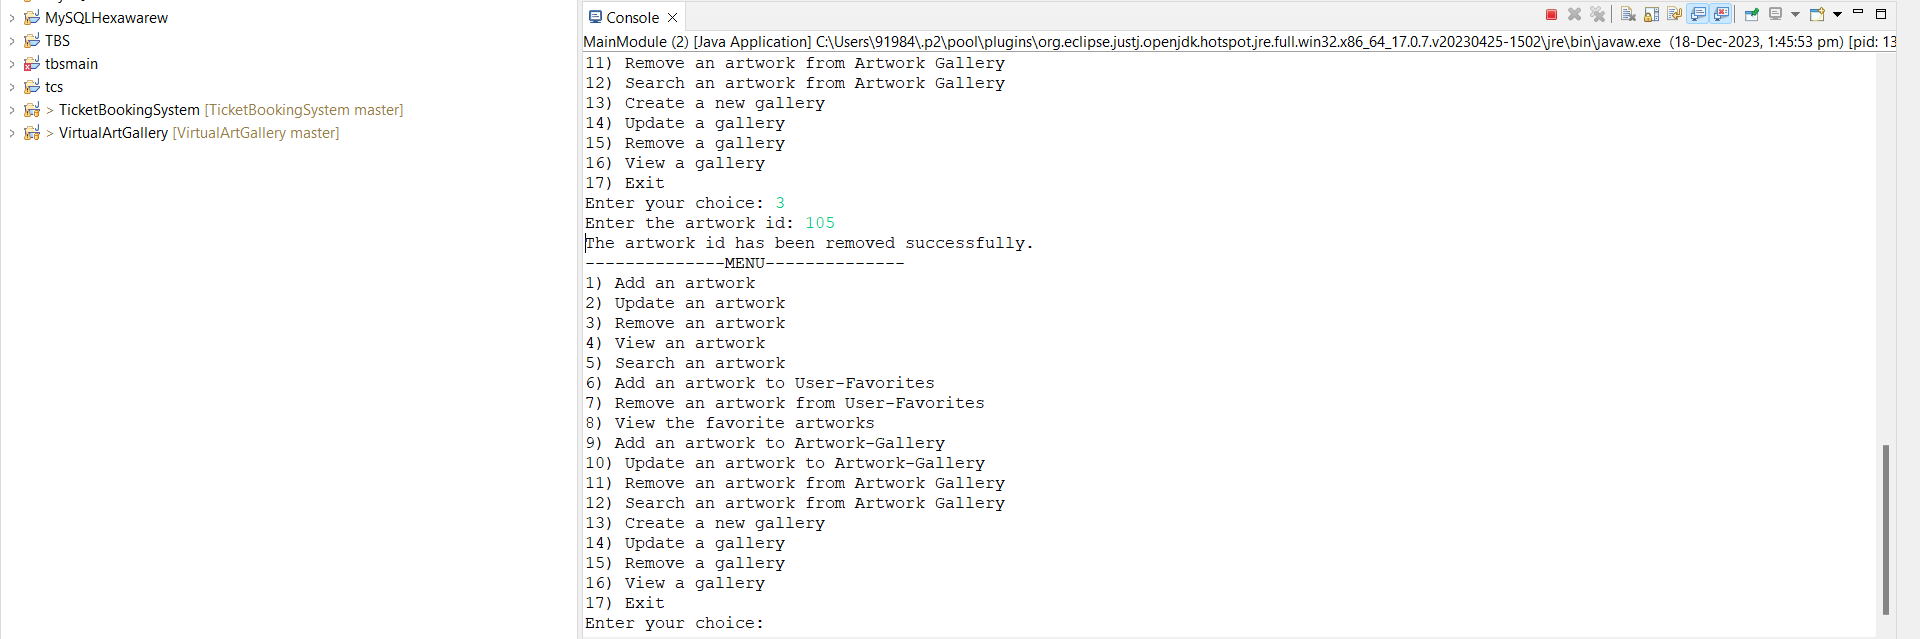 MySQLHexawarew
TBS
tbsmain
tcs
> TicketBookingSystem [TicketBookingSystem master]
> VirtualArtGallery [VirtualArtGallery master]
Console
MainModule (2) [Java Application] C:\Users\91984\.p2\pool\plugins\org.eclipse.justj.openjdk.hotspot.jre.full.win32.x86_64_17.0.7.v20230425-1502\jre\bin\javaw.exe (18-Dec-2023, 1:45:53 pm) [pid: 13
11) Remove an artwork from Artwork Gallery
12) Search an artwork from Artwork Gallery
13) Create a new gallery
14) Update a gallery
15) Remove a gallery
16) View a gallery
17) Exit
Enter your choice: 3
Enter the artwork id: 105
The artwork id has been removed successfully.
--------------MENU--------------
1) Add an artwork
2) Update an artwork
3) Remove an artwork
4) View an artwork
5) Search an artwork
6) Add an artwork to User-Favorites
7) Remove an artwork from User-Favorites
8) View the favorite artworks
9) Add an artwork to Artwork-Gallery
10) Update an artwork to Artwork-Gallery
11) Remove an artwork from Artwork Gallery
12) Search an artwork from Artwork Gallery
13) Create a new gallery
14) Update a gallery
15) Remove a gallery
16) View a gallery
17) Exit
Enter your choice: